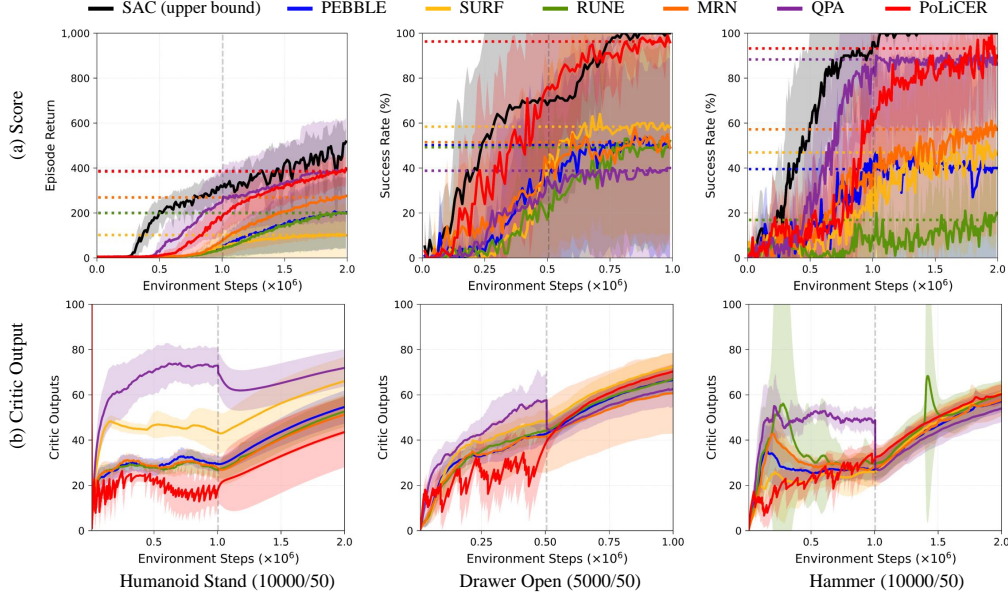 SAC (upper bound) PEBBLE SURF RUNE MRN QPA PoLiCER
(a) Score
Episode Return
1,000
800
600
400
200
0
0.0 0.5 1.0 1.5 2.0
Environment Steps (×10⁶)
Success Rate (%)
100
80
60
40
20
0
0.0 0.25 0.5 0.75 1.0
Environment Steps (×10⁶)
Success Rate (%)
100
80
60
40
20
0
0.0 0.5 1.0 1.5 2.0
Environment Steps (×10⁶)
(b) Critic Output
Critic Outputs
100
80
60
40
20
0
0.0 0.5 1.0 1.5 2.0
Environment Steps (×10⁶)
Humanoid Stand (10000/50)
Critic Outputs
100
80
60
40
20
0
0.00 0.25 0.50 0.75 1.00
Environment Steps (×10⁶)
Drawer Open (5000/50)
Critic Outputs
100
80
60
40
20
0
0.0 0.5 1.0 1.5 2.0
Environment Steps (×10⁶)
Hammer (10000/50)